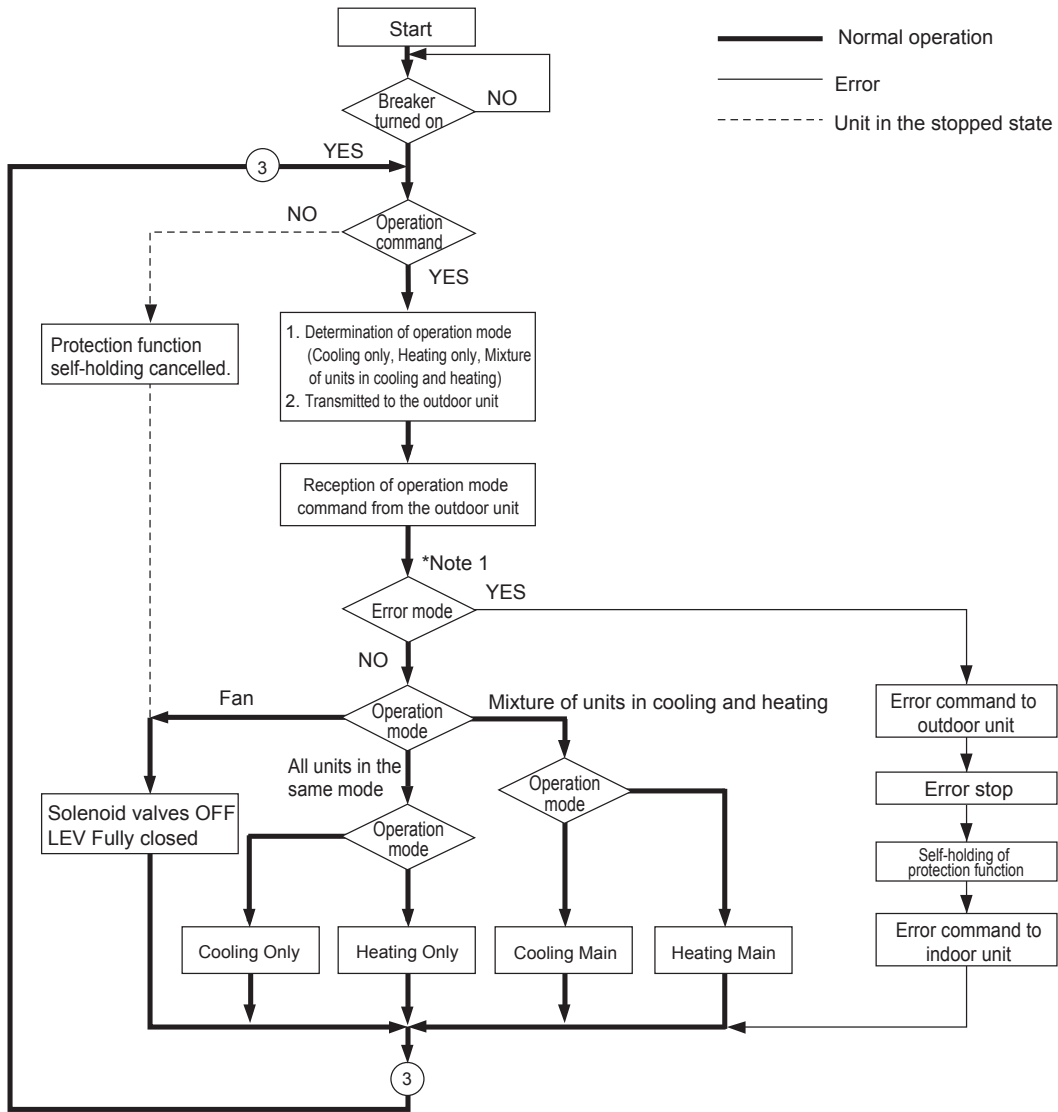 Start
Normal operation
Error
Unit in the stopped state
Breaker
turned on
NO
YES
3
Operation
command
NO
YES
Protection function
self-holding cancelled.
1. Determination of operation mode
(Cooling only, Heating only, Mixture
of units in cooling and heating)
2. Transmitted to the outdoor unit
Reception of operation mode
command from the outdoor unit
*Note 1
Error mode
YES
NO
Fan
Operation
mode
Mixture of units in cooling and heating
Error command to
outdoor unit
All units in the
same mode
Operation
mode
Error stop
Solenoid valves OFF
LEV Fully closed
Operation
mode
Self-holding of
protection function
Cooling Only
Heating Only
Cooling Main
Heating Main
Error command to
indoor unit
3